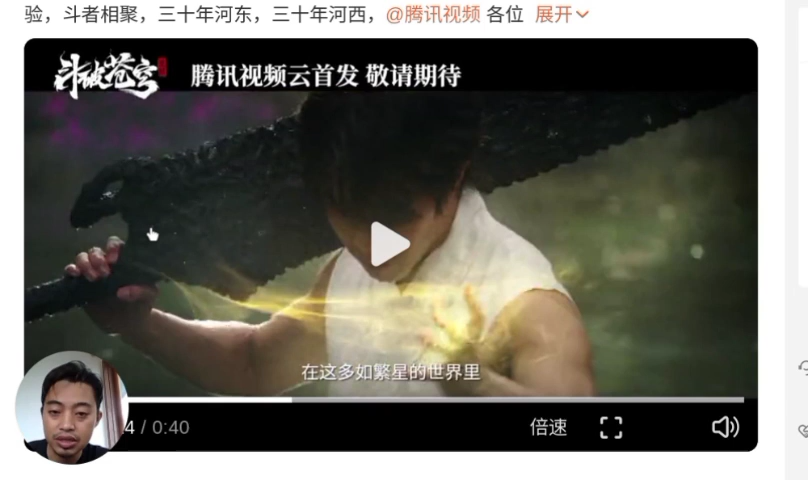 验，斗者相聚，三十年河东，三十年河西，@腾讯视频 各位 展开
斗破苍穹
腾讯视频云首发 敬请期待
在这多如繁星的世界里
4 / 0:40
倍速